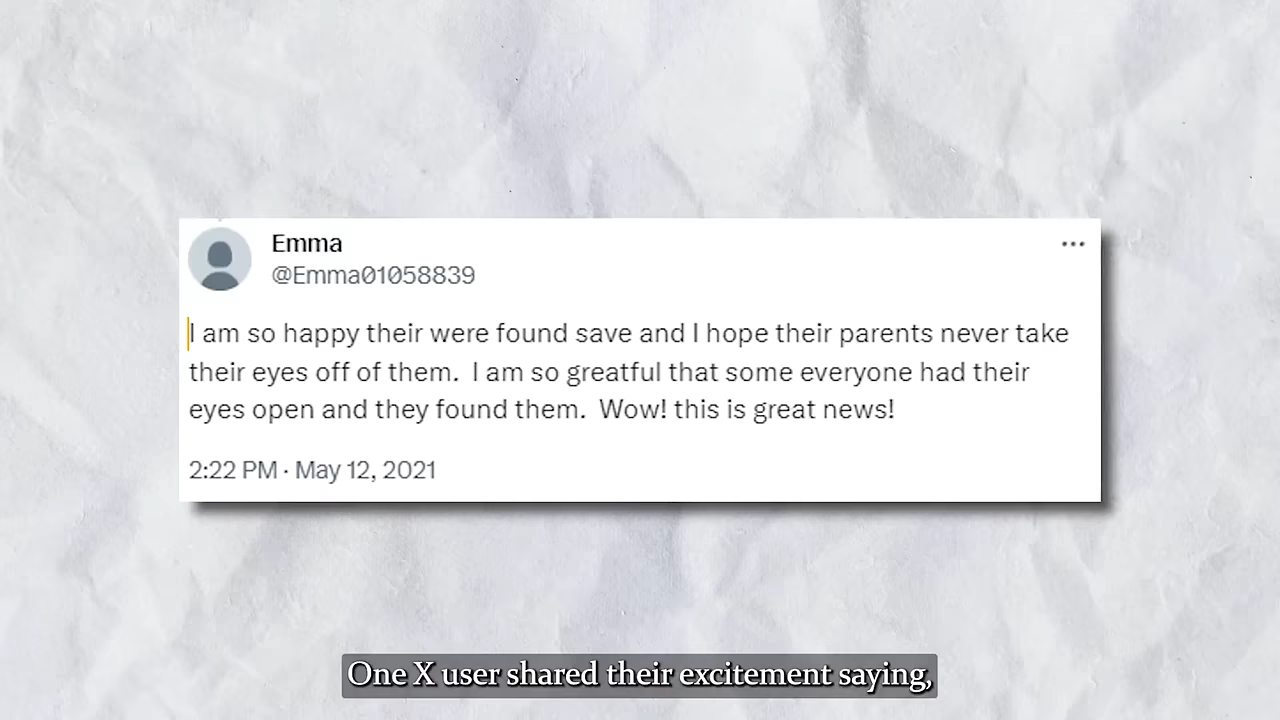 Emma
@Emma01058839
I am so happy their were found save and I hope their parents never take
their eyes off of them.  I am so greatful that some everyone had their
eyes open and they found them.  Wow! this is great news!
2:22 PM · May 12, 2021
One X user shared their excitement saying,